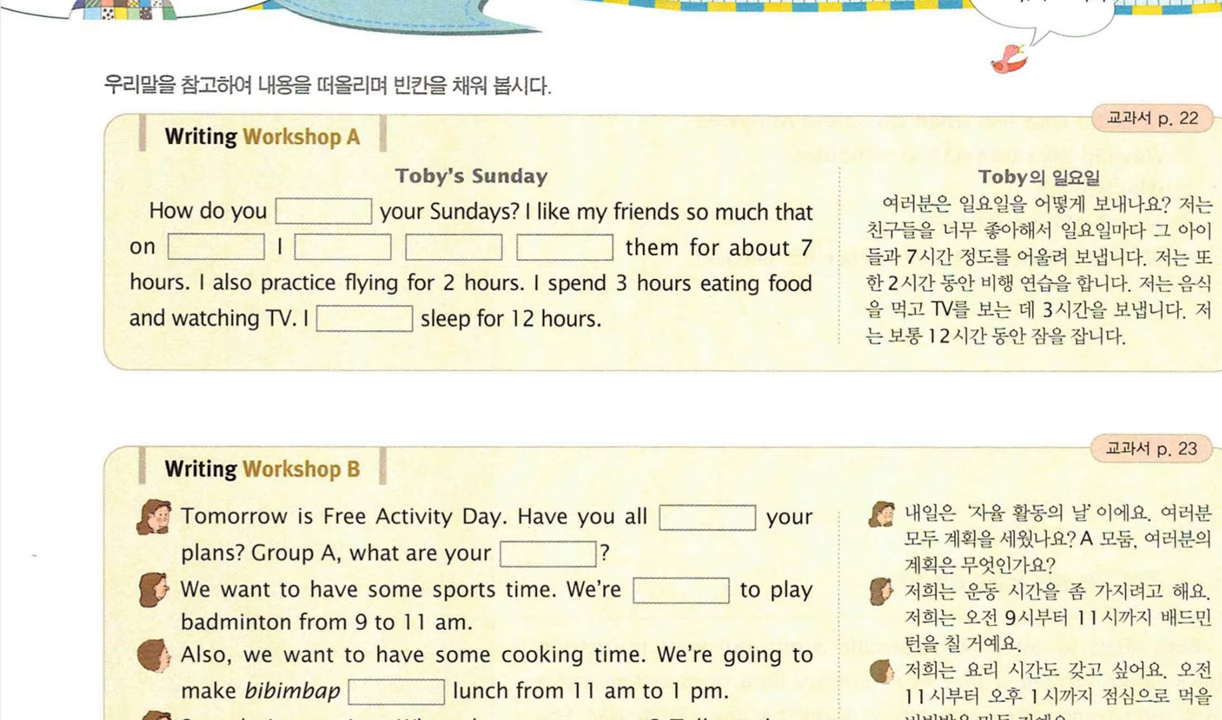 우리말을 참고하여 내용을 떠올리며 빈칸을 채워 봅시다.
Writing Workshop A
교과서 p. 22
Toby's Sunday
How do you your Sundays? I like my friends so much that
on I them for about 7
hours. I also practice flying for 2 hours. I spend 3 hours eating food
and watching TV. I sleep for 12 hours.
Toby의 일요일
여러분은 일요일을 어떻게 보내나요? 저는
친구들을 너무 좋아해서 일요일마다 그 아이
들과 7시간 정도를 어울려 보냅니다. 저는 또
한 2시간 동안 비행 연습을 합니다. 저는 음식
을 먹고 TV를 보는 데 3시간을 보냅니다. 저
는 보통 12시간 동안 잠을 잡니다.
Writing Workshop B
교과서 p. 23
Tomorrow is Free Activity Day. Have you all your
plans? Group A, what are your ?
We want to have some sports time. We're to play
badminton from 9 to 11 am.
Also, we want to have some cooking time. We're going to
make bibimbap lunch from 11 am to 1 pm.
내일은 '자율 활동의 날'이에요. 여러분
모두 계획을 세웠나요? A 모둠, 여러분의
계획은 무엇인가요?
저희는 운동 시간을 좀 가지려고 해요.
저희는 오전 9시부터 11시까지 배드민
턴을 칠 거예요.
저희는 요리 시간도 갖고 싶어요. 오전
11시부터 오후 1시까지 점심으로 먹을